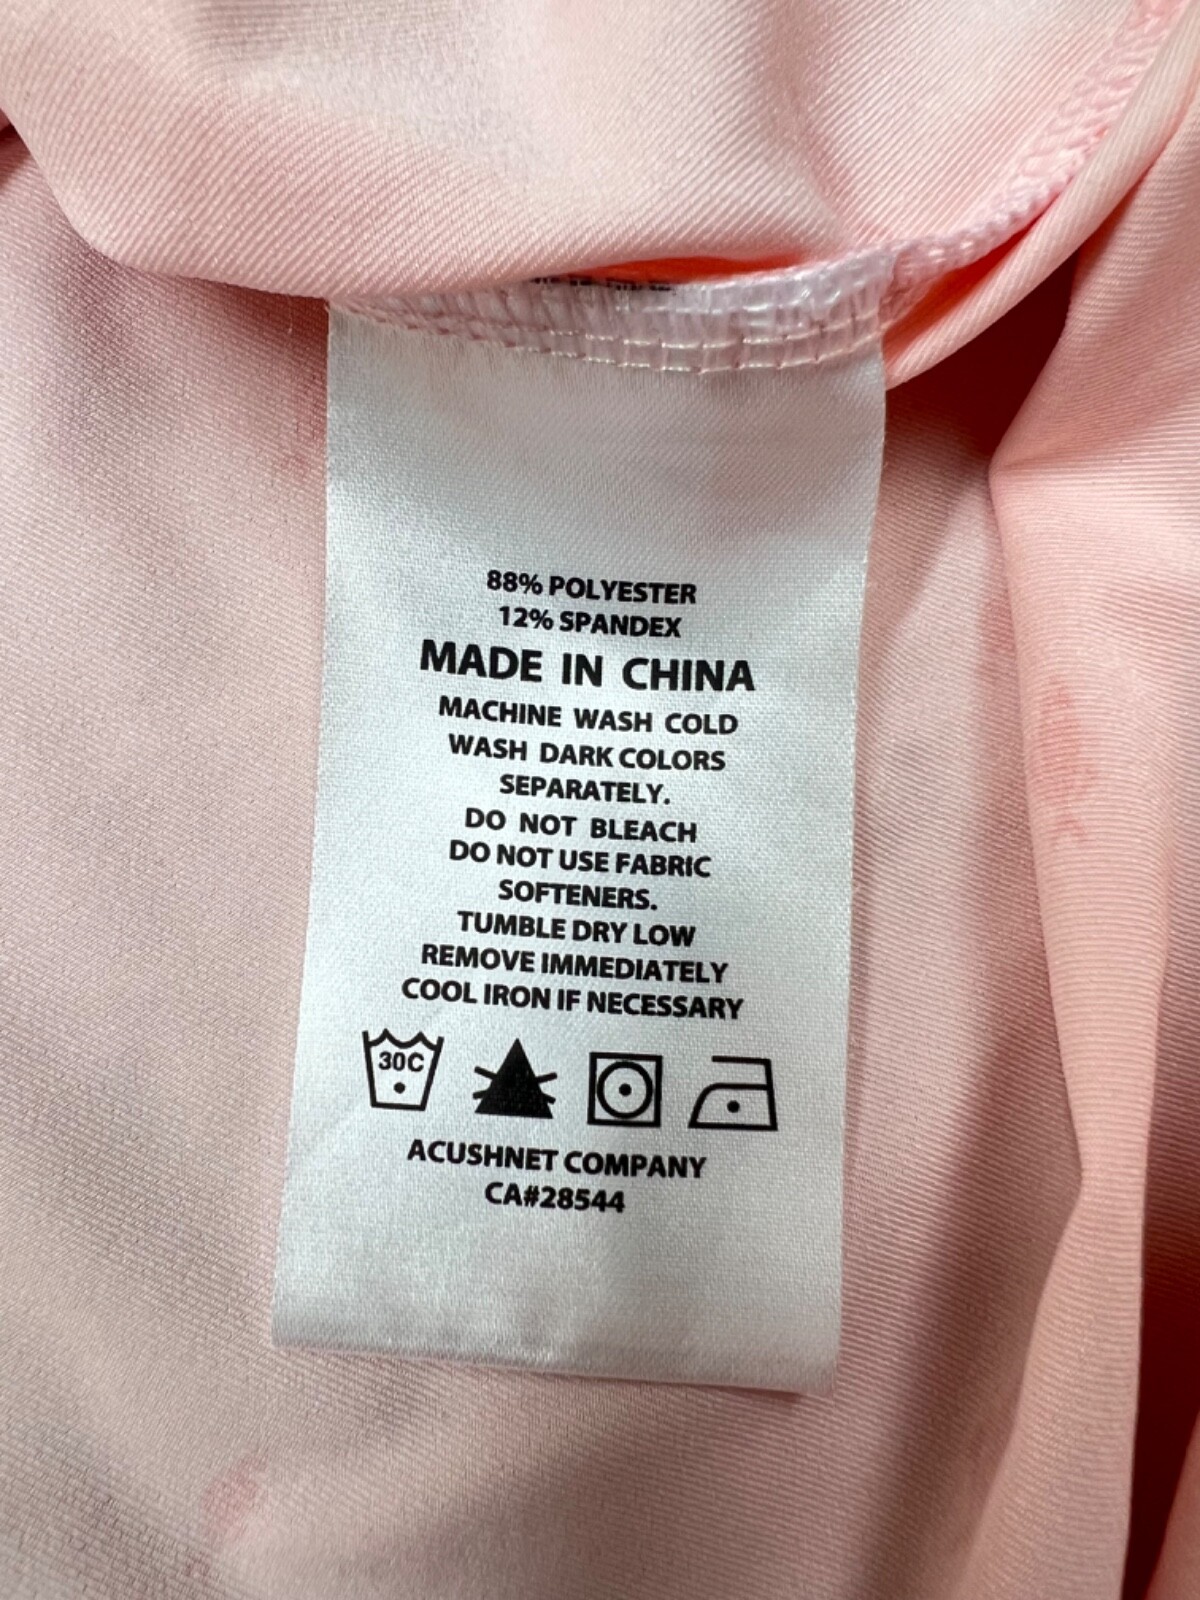 88% POLYESTER
12% SPANDEX
MADE IN CHINA
MACHINE WASH COLD
WASH DARK COLORS
SEPARATELY.
DO NOT BLEACH
DO NOT USE FABRIC
SOFTENERS.
TUMBLE DRY LOW
REMOVE IMMEDIATELY
COOL IRON IF NECESSARY
30C
ACUSHNET COMPANY
CA#28544